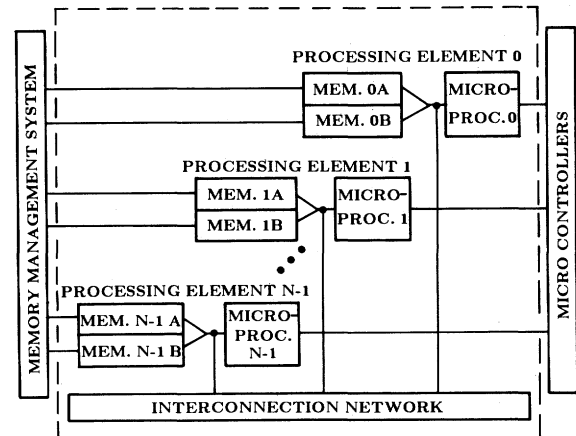 MEMORY MANAGEMENT SYSTEM
PROCESSING ELEMENT 0
MEM. 0A
MEM. 0B
MICRO-
PROC. 0
PROCESSING ELEMENT 1
MEM. 1A
MEM. 1B
MICRO-
PROC. 1
PROCESSING ELEMENT N-1
MEM. N-1 A
MEM. N-1 B
MICRO-
PROC.
N-1
INTERCONNECTION NETWORK
MICRO CONTROLLERS